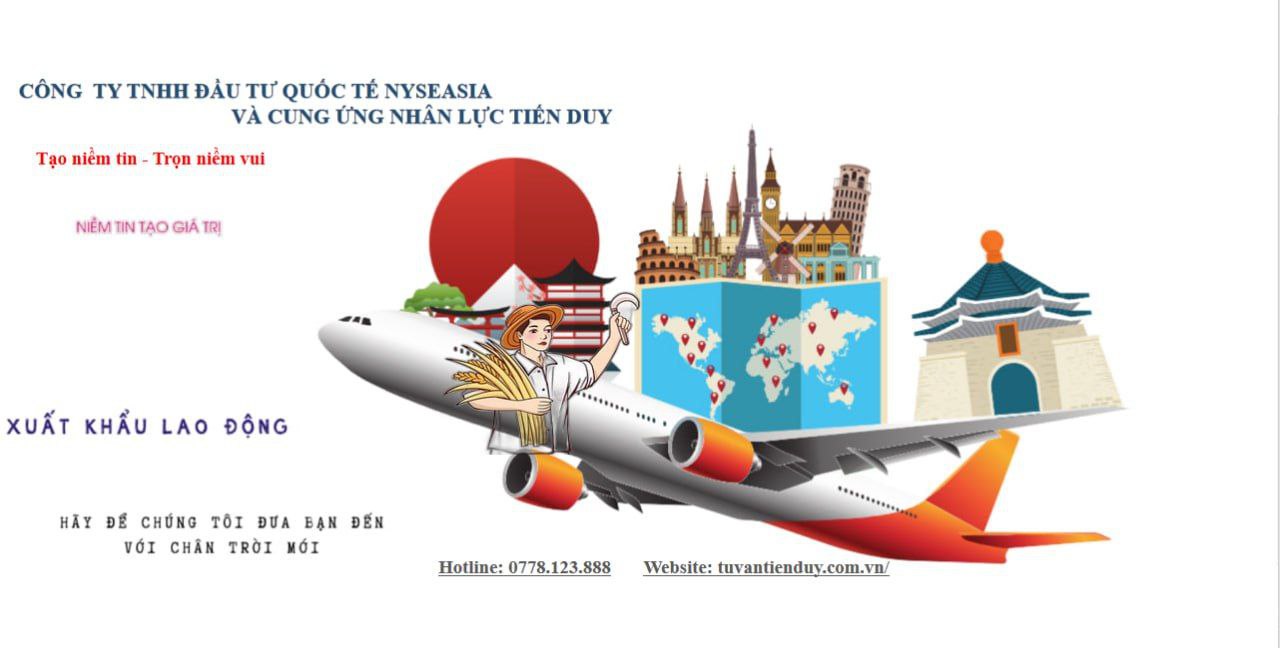 CÔNG TY TNHH ĐẦU TƯ QUỐC TẾ NYSEASIA
VÀ CUNG ỨNG NHÂN LỰC TIẾN DUY
Tạo niềm tin - Trọn niềm vui
NIỀM TIN TẠO GIÁ TRỊ
XUẤT KHẨU LAO ĐỘNG
HÃY ĐỂ CHÚNG TÔI ĐƯA BẠN ĐẾN
VỚI CHÂN TRỜI MỚI
Hotline: 0778.123.888 Website: tuvantienduy.com.vn/